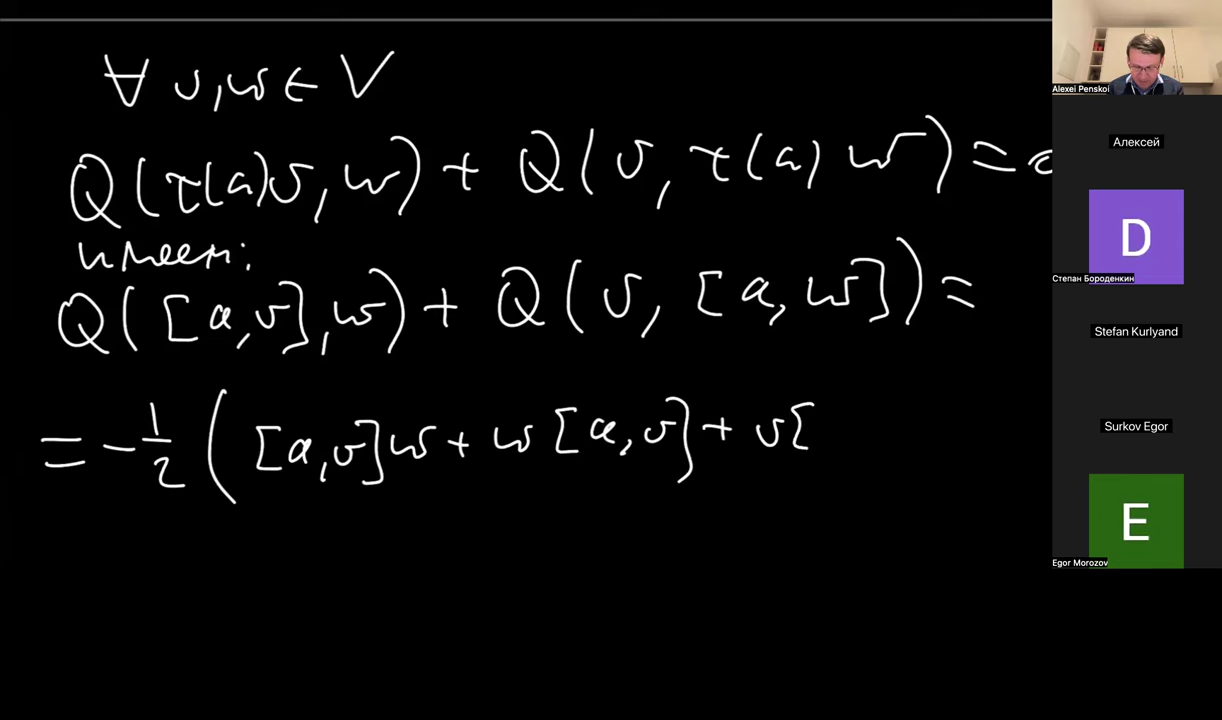 ∀ v, w ∈ V
Q(τ(a)v, w) + Q(v, τ(a) w) = 0
имеем:
Q([a, v], w) + Q(v, [a, w]) =
= - 1/2 ([a, v]w + w[a, v] + v[
Alexei Penskoi
Алексей
D
Степан Бороденкин
Stefan Kurlyand
Surkov Egor
E
Egor Morozov